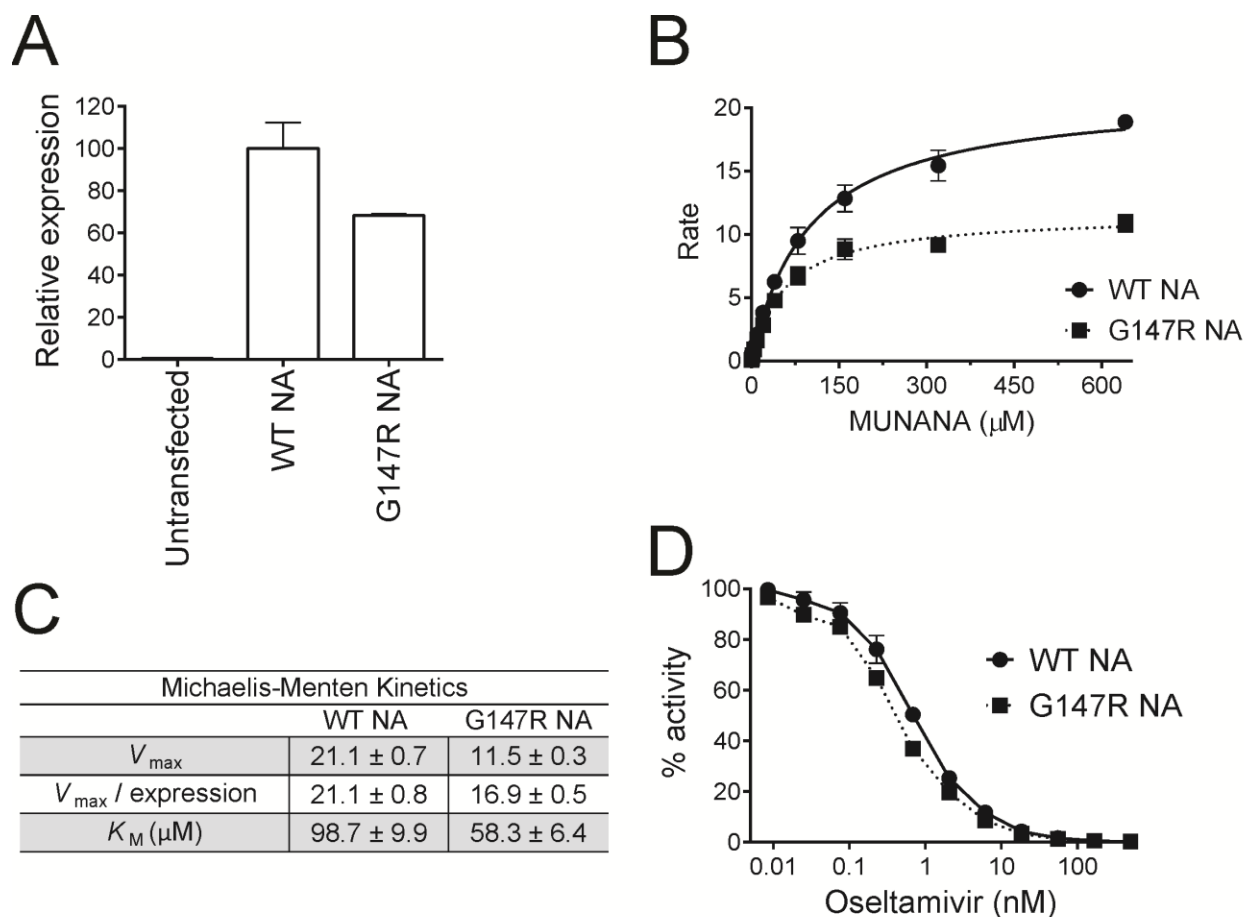 A
Relative expression
120
100
80
60
40
20
0
Untransfected
WT NA
G147R NA
B
Rate
20
15
10
5
0
0 150 300 450 600
MUNANA (μM)
WT NA
G147R NA
C
Michaelis-Menten Kinetics
WT NA G147R NA
Vmax 21.1 ± 0.7 11.5 ± 0.3
Vmax / expression 21.1 ± 0.8 16.9 ± 0.5
KM (μM) 98.7 ± 9.9 58.3 ± 6.4
D
% activity
100
80
60
40
20
0
0.01 0.1 1 10 100
Oseltamivir (nM)
WT NA
G147R NA